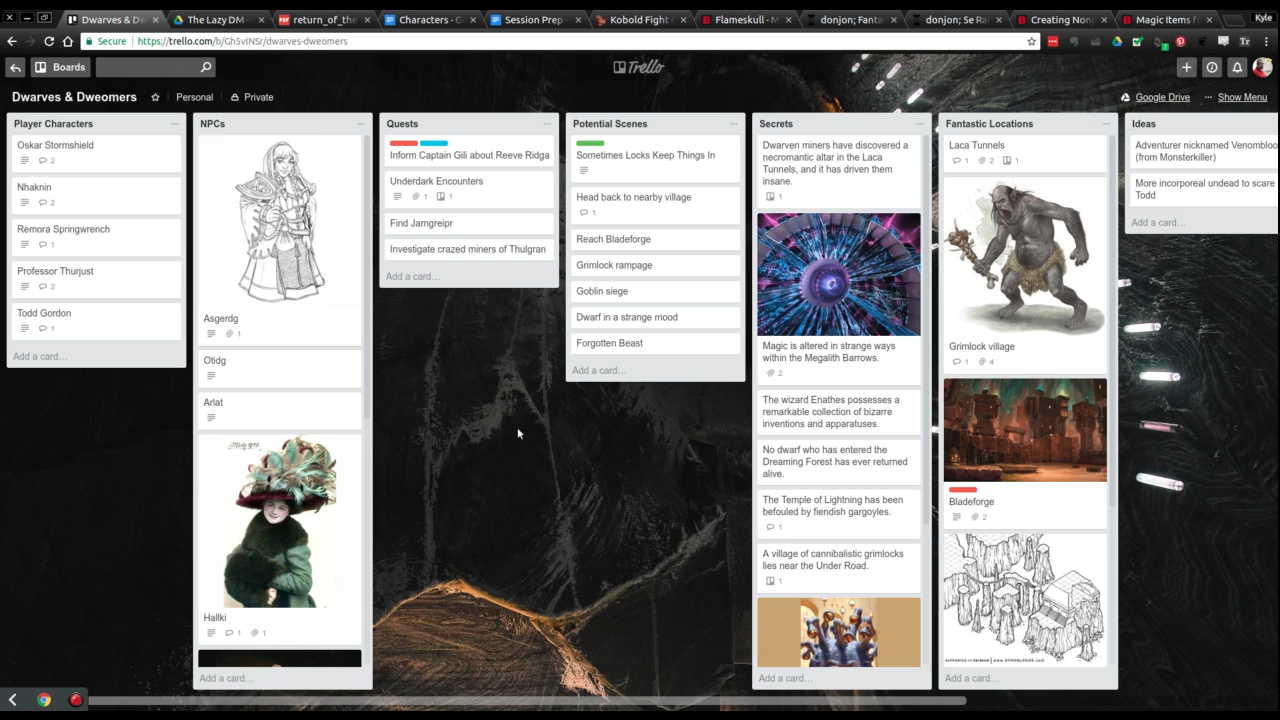 Dwarves & Dw
The Lazy DM -
return_of_the
Characters - G
Session Prep -
Kobold Fight
Flameskull - M
donjon; Fanta
donjon; Se Ra
Creating Nonp
Magic Items f
Kyle
Secure
https://trello.com/b/Gh5vINSr/dwarves-dweomers
Boards
Trello
Dwarves & Dweomers
Personal
Private
Google Drive
Show Menu
Player Characters
Oskar Stormshield
2
Nhaknin
2
Remora Springwrench
1
Professor Thurjust
2
Todd Gordon
1
Add a card…
NPCs
Asgerdg
1
Otidg
Arlat
Hallki
1 1
Add a card…
Quests
Inform Captain Gili about Reeve Ridga
Underdark Encounters
1 1
Find Jarngreipr
Investigate crazed miners of Thulgran
Add a card…
Potential Scenes
Sometimes Locks Keep Things In
Head back to nearby village
1
Reach Bladeforge
Grimlock rampage
Goblin siege
Dwarf in a strange mood
Forgotten Beast
Add a card…
Secrets
Dwarven miners have discovered a
necromantic altar in the Laca
Tunnels, and it has driven them
insane.
1
Magic is altered in strange ways
within the Megalith Barrows.
2
The wizard Enathes possesses a
remarkable collection of bizarre
inventions and apparatuses.
No dwarf who has entered the
Dreaming Forest has ever returned
alive.
The Temple of Lightning has been
befouled by fiendish gargoyles.
1
A village of cannibalistic grimlocks
lies near the Under Road.
1
Add a card…
Fantastic Locations
Laca Tunnels
1 2 1
Grimlock village
1 4
Bladeforge
2
Add a card…
Ideas
Adventurer nicknamed Venombloo
(from Monsterkiller)
More incorporeal undead to scare
Todd
Add a card…